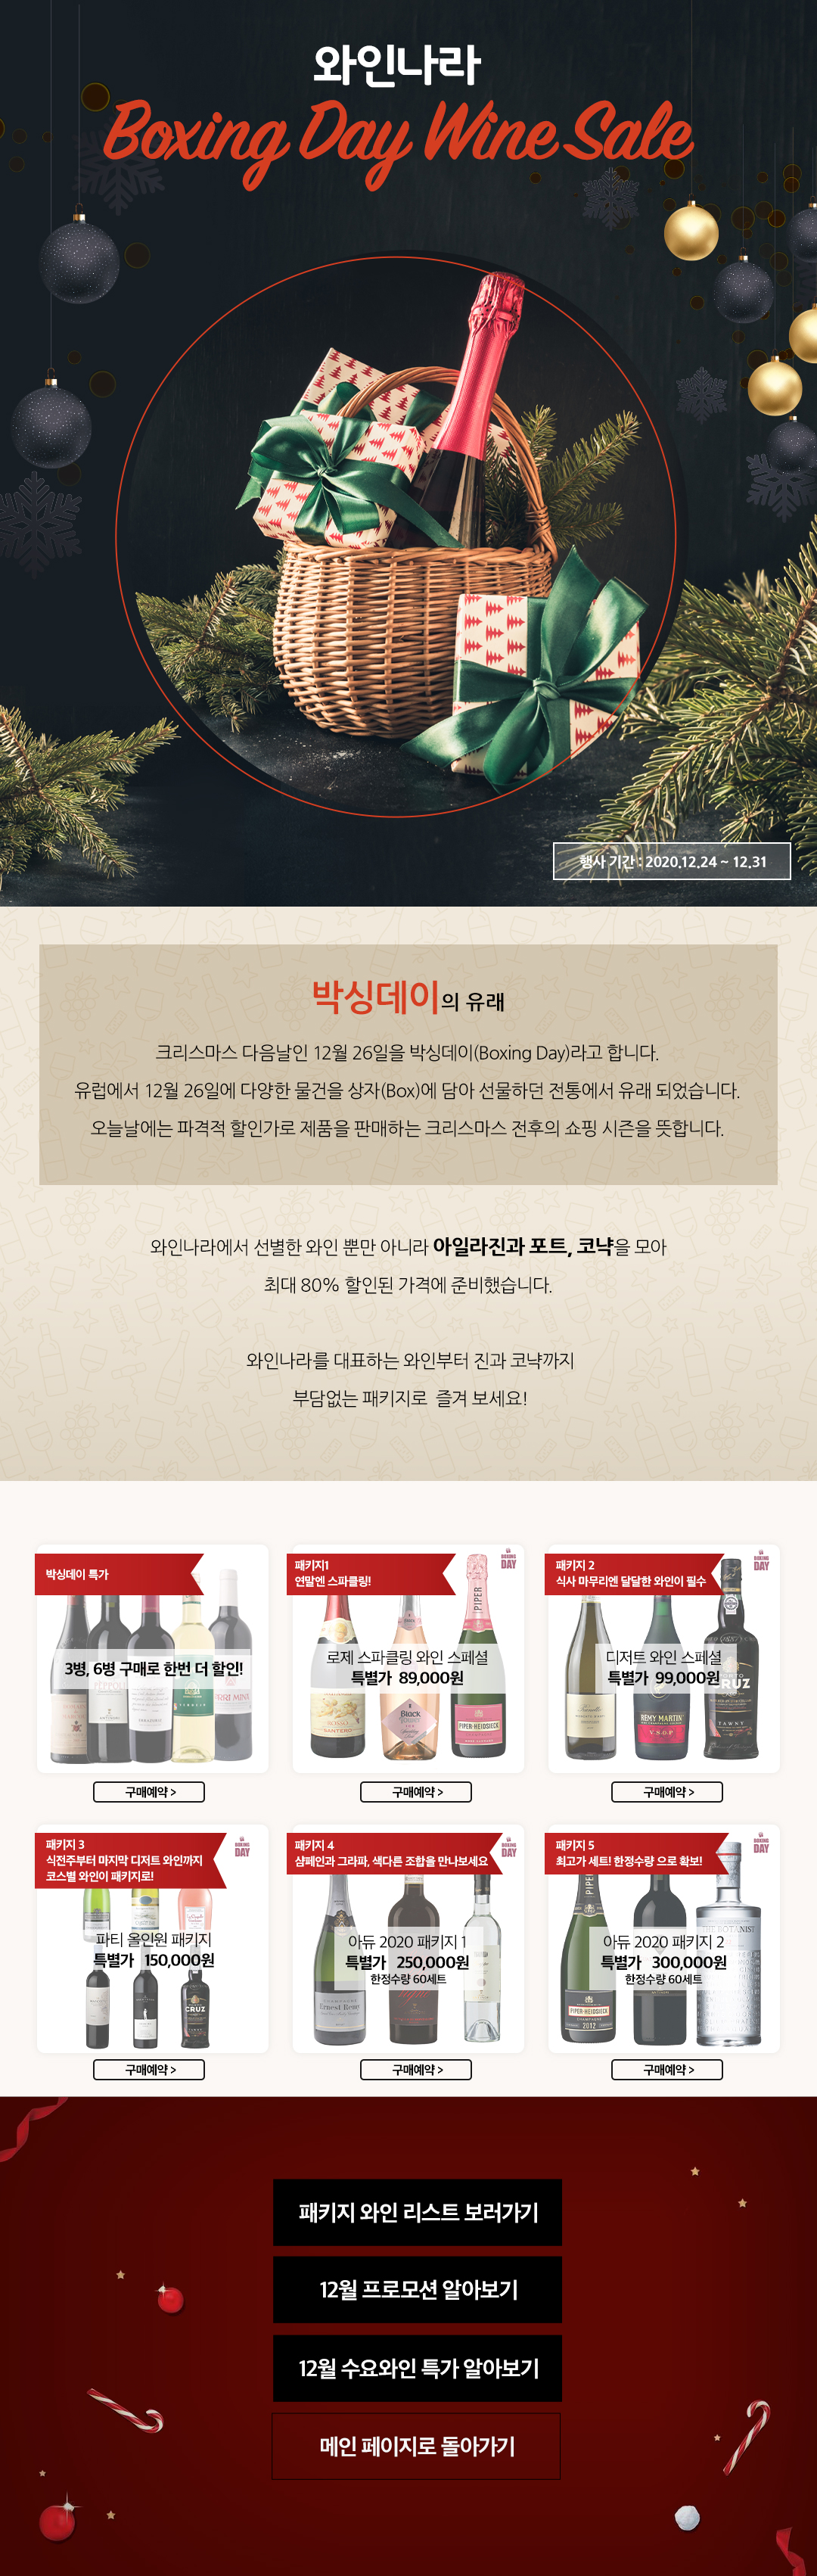 와인나라
Boxing Day Wine Sale
행사 기간 : 2020.12.24 ~ 12.31
박싱데이의 유래
크리스마스 다음날인 12월 26일을 박싱데이(Boxing Day)라고 합니다.
유럽에서 12월 26일에 다양한 물건을 상자(Box)에 담아 선물하던 전통에서 유래 되었습니다.
오늘날에는 파격적 할인가로 제품을 판매하는 크리스마스 전후의 쇼핑 시즌을 뜻합니다.
와인나라에서 선별한 와인 뿐만 아니라 아일라진과 포트, 코냑을 모아
최대 80% 할인된 가격에 준비했습니다.
와인나라를 대표하는 와인부터 진과 코냑까지
부담없는 패키지로 즐겨 보세요!
박싱데이 특가
3병, 6병 구매로 한번 더 할인!
구매예약 >
패키지1
연말엔 스파클링!
BOXING
DAY
PIPER
로제 스파클링 와인 스페셜
특별가 89,000원
ROSSO
SANTERO
Black
PIPER-HEIDSIECK
구매예약 >
패키지 2
식사 마무리엔 달달한 와인이 필수
BOXING
DAY
디저트 와인 스페셜
특별가 99,000원
REMY MARTIN
V.S.O.P
TAWNY
구매예약 >
패키지 3
식전주부터 마지막 디저트 와인까지
코스별 와인이 패키지로!
BOXING
DAY
파티 올인원 패키지
특별가 150,000원
CRUZ
구매예약 >
패키지 4
샴페인과 그라파, 색다른 조합을 만나보세요
BOXING
DAY
아듀 2020 패키지 1
특별가 250,000원
한정수량 60세트
Ernest Remy
구매예약 >
패키지 5
최고가 세트! 한정수량 으로 확보!
BOXING
DAY
THE BOTANIST
아듀 2020 패키지 2
특별가 300,000원
한정수량 60세트
PIPER-HEIDSIECK
CHAMPAGNE
2012
구매예약 >
패키지 와인 리스트 보러가기
12월 프로모션 알아보기
12월 수요와인 특가 알아보기
메인 페이지로 돌아가기